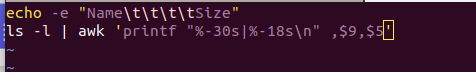 echo -e "Name\t\t\t\tSize"
ls -l | awk 'printf "%-30s|%-18s\n" ,$9,$5'
~
~